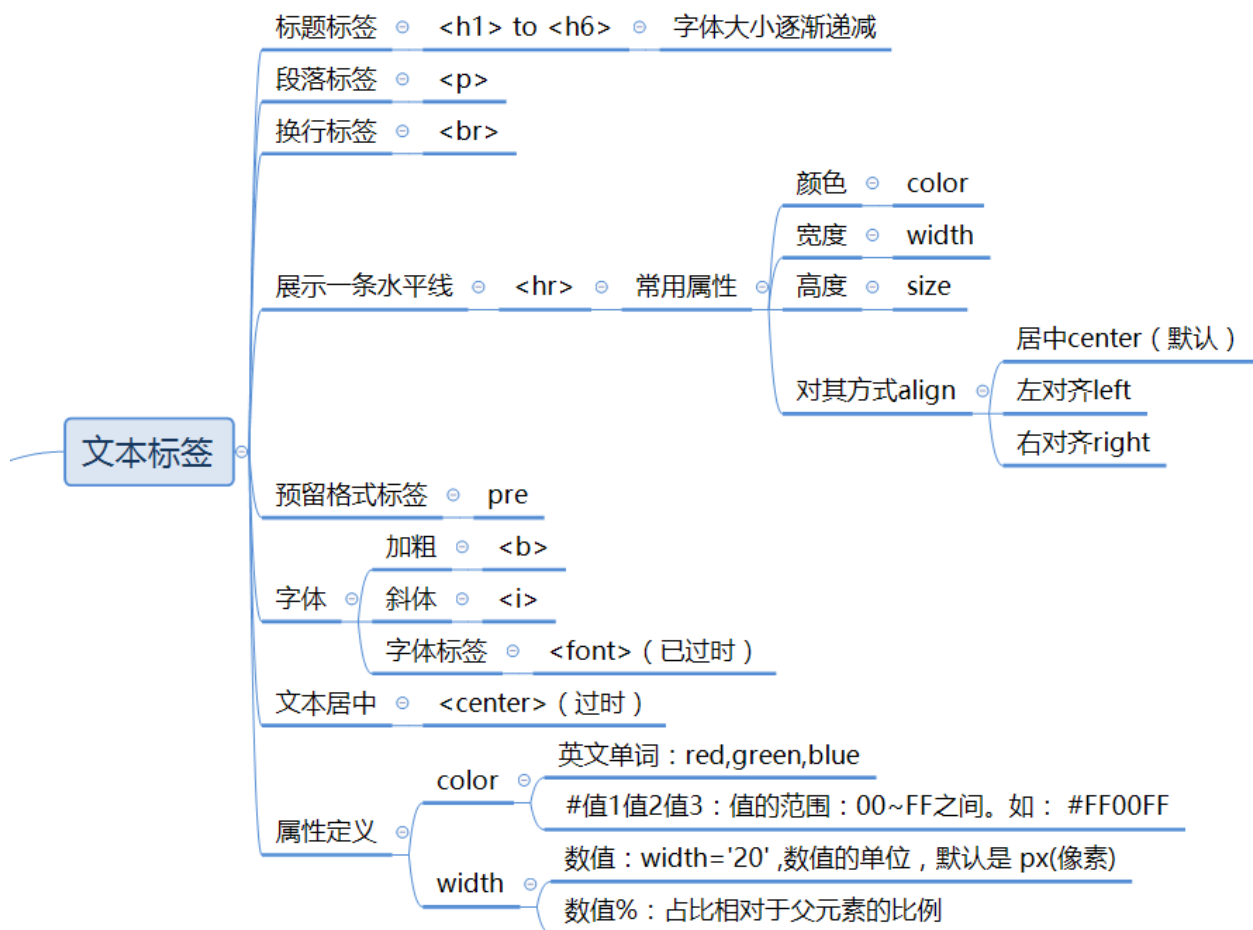 标题标签 <h1> to <h6> 字体大小逐渐递减
段落标签 <p>
换行标签 <br>
颜色 color
宽度 width
展示一条水平线 <hr> 常用属性 高度 size
居中center（默认）
对其方式align 左对齐left
右对齐right
文本标签
预留格式标签 pre
加粗 <b>
字体 斜体 <i>
字体标签 <font>（已过时）
文本居中 <center>（过时）
英文单词：red,green,blue
color
#值1值2值3：值的范围：00~FF之间。如： #FF00FF
属性定义
数值：width='20' ,数值的单位，默认是 px(像素)
width
数值%：占比相对于父元素的比例